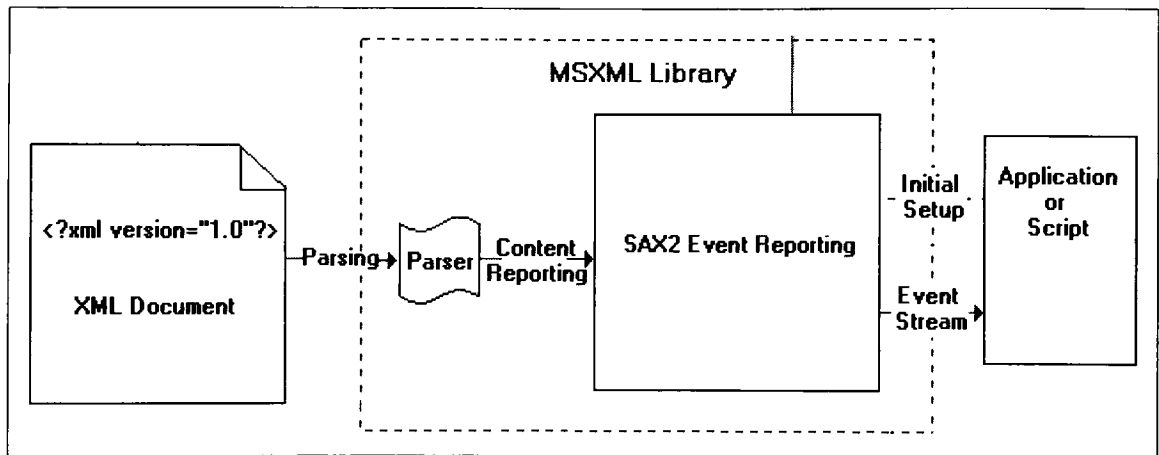 MSXML Library
<?xml version="1.0"?>
XML Document
Parsing
Parser
Content
Reporting
SAX2 Event Reporting
Initial
Setup
Event
Stream
Application
or
Script